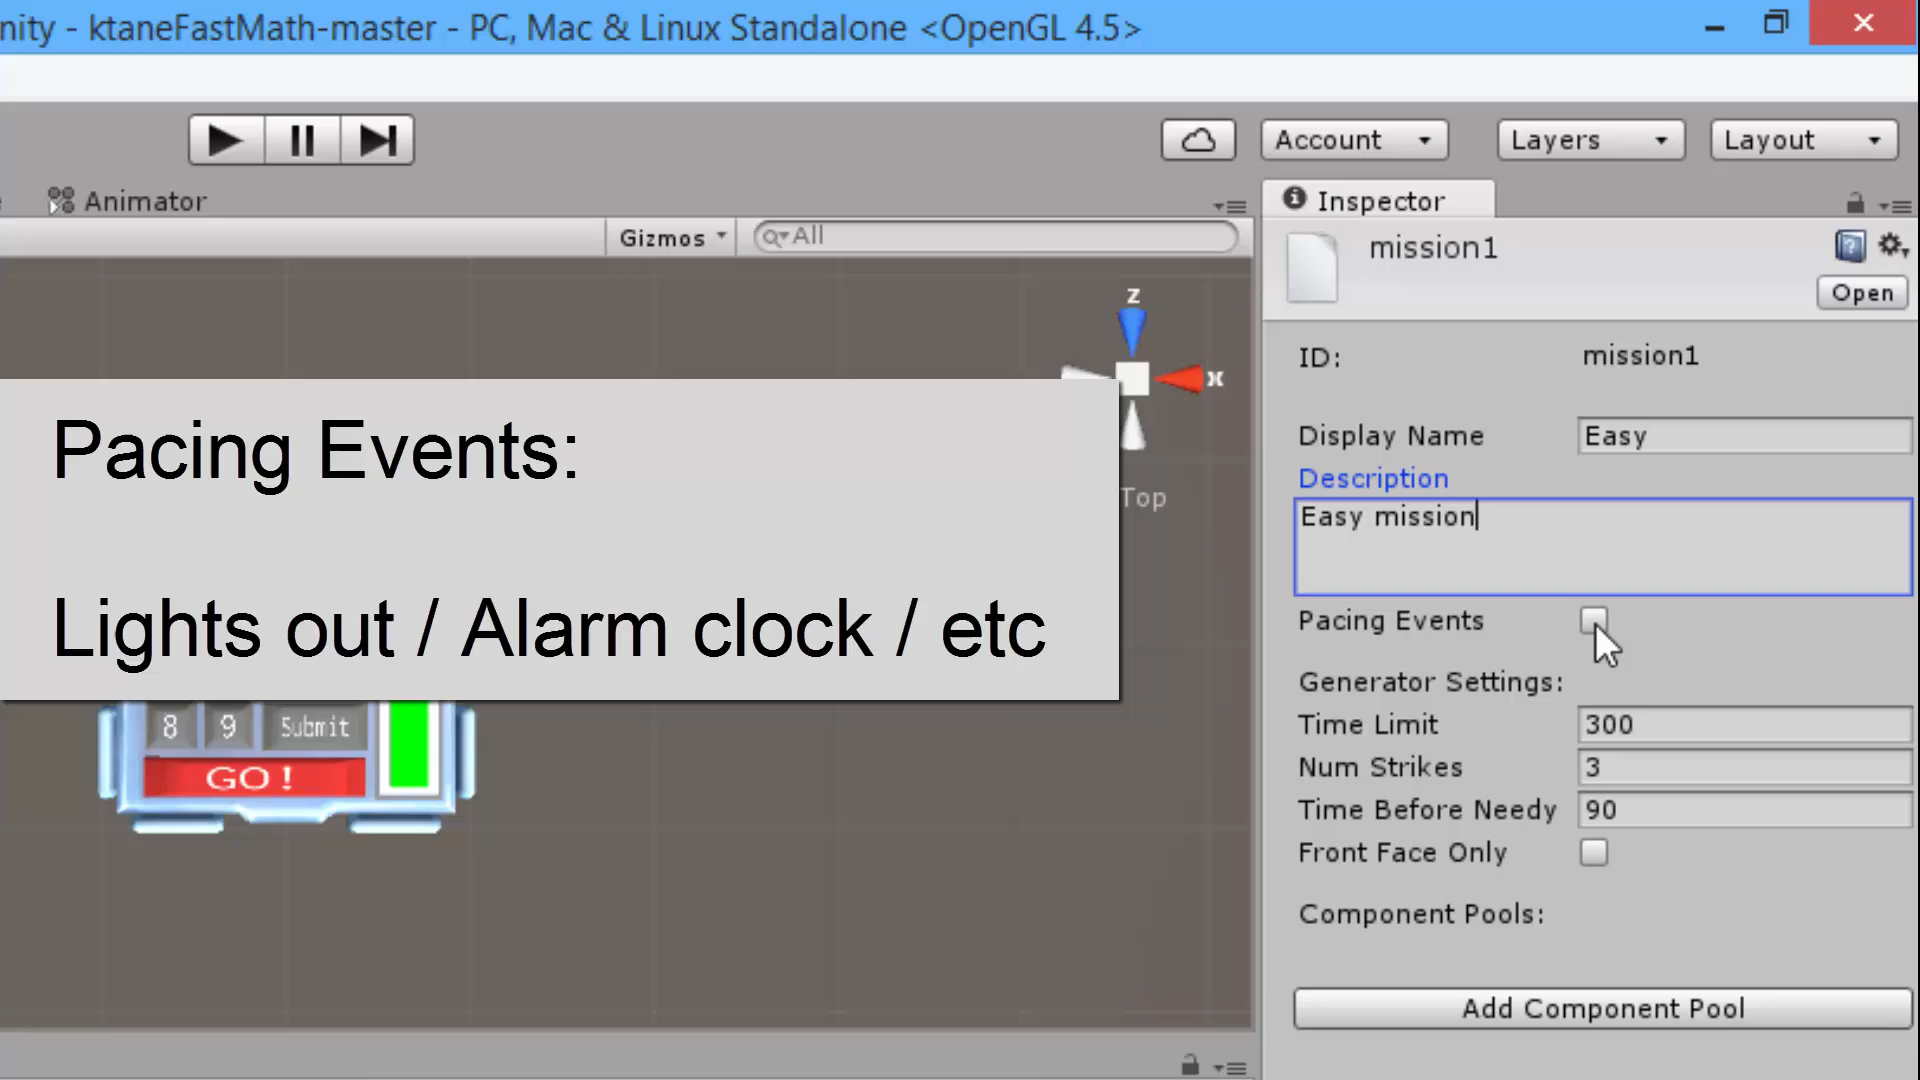 nity - ktaneFastMath-master - PC, Mac & Linux Standalone <OpenGL 4.5>
Account
Layers
Layout
Animator
Inspector
Gizmos
All
mission1
Open
z
x
ID: mission1
Top
Display Name Easy
Description
Easy mission
Pacing Events:
Lights out / Alarm clock / etc
Pacing Events
Generator Settings:
Time Limit 300
Num Strikes 3
Time Before Needy 90
Front Face Only
8 9 Submit
GO !
Component Pools:
Add Component Pool